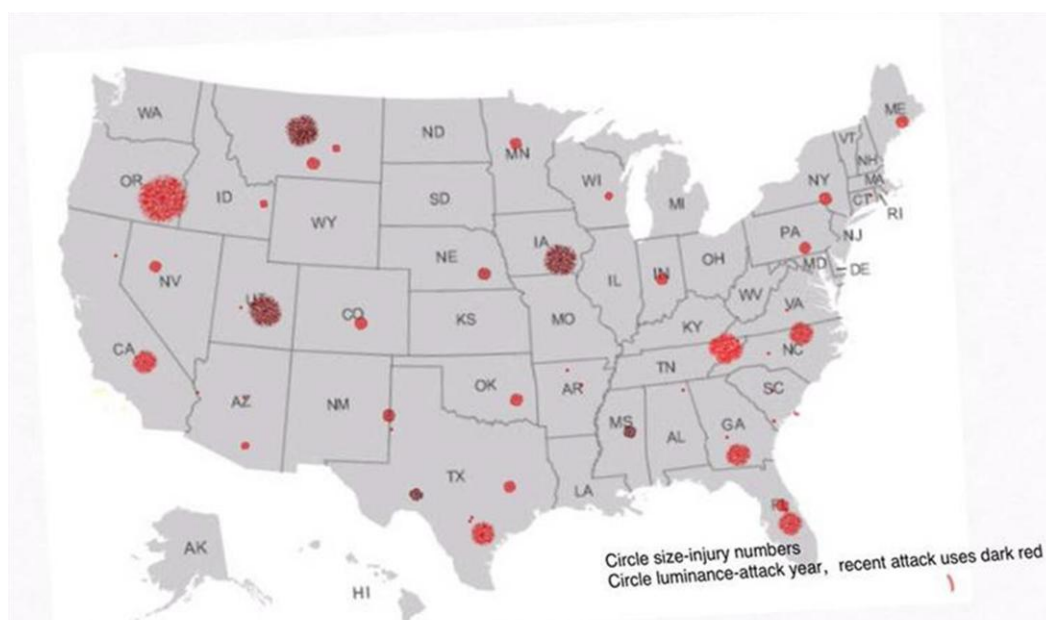 WA
ME
ND
MN
VT
NH
OR
ID
SD
WI
MI
NY
MA
CT
RI
WY
IA
NE
PA
NJ
OH
MD
DE
NV
UT
IL
IN
WV
VA
CO
KS
MO
KY
CA
NC
TN
OK
AR
SC
AZ
NM
MS
AL
GA
TX
LA
FL
AK
HI
Circle size-injury numbers
Circle luminance-attack year, recent attack uses dark red